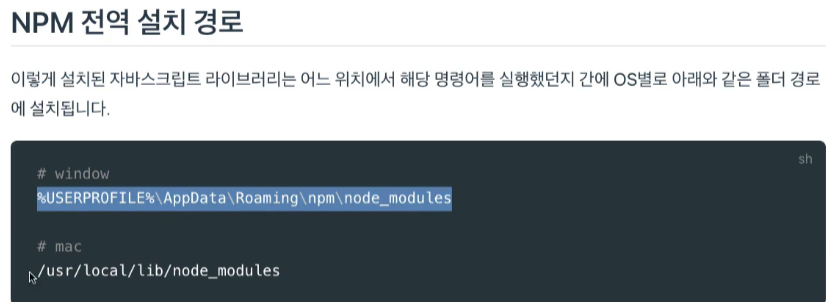 NPM 전역 설치 경로
이렇게 설치된 자바스크립트 라이브러리는 어느 위치에서 해당 명령어를 실행했던지 간에 OS별로 아래와 같은 폴더 경로
에 설치됩니다.
sh
# window
%USERPROFILE%\AppData\Roaming\npm\node_modules
# mac
/usr/local/lib/node_modules